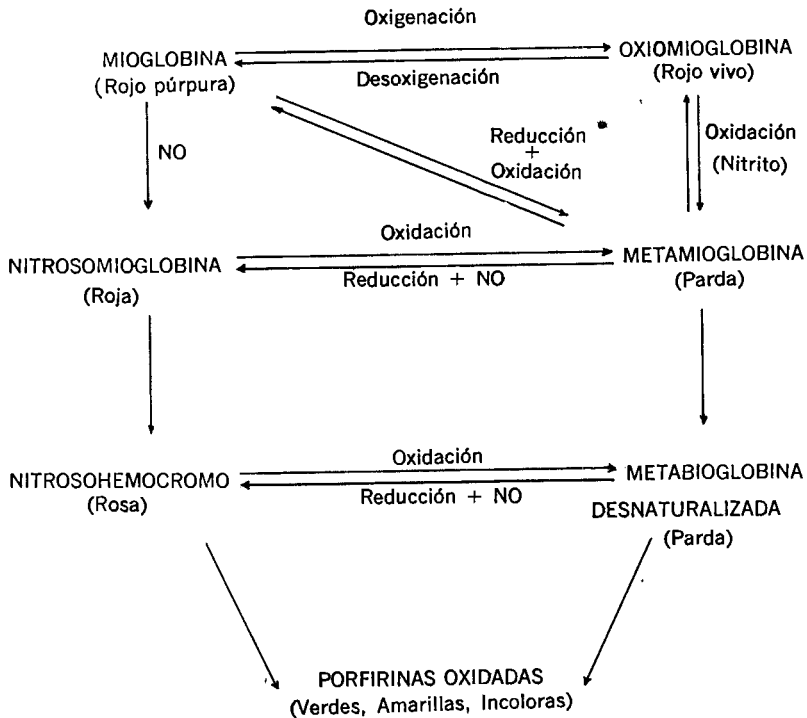 Oxigenación
MIOGLOBINA
(Rojo púrpura)
OXIOMIOGLOBINA
(Rojo vivo)
Desoxigenación
NO
Reducción
+
Oxidación
Oxidación
(Nitrito)
Oxidación
NITROSOMIOGLOBINA
(Roja)
METAMIOGLOBINA
(Parda)
Reducción + NO
Oxidación
NITROSOHEMOCROMO
(Rosa)
METABIOGLOBINA
DESNATURALIZADA
(Parda)
Reducción + NO
PORFIRINAS OXIDADAS
(Verdes, Amarillas, Incoloras)